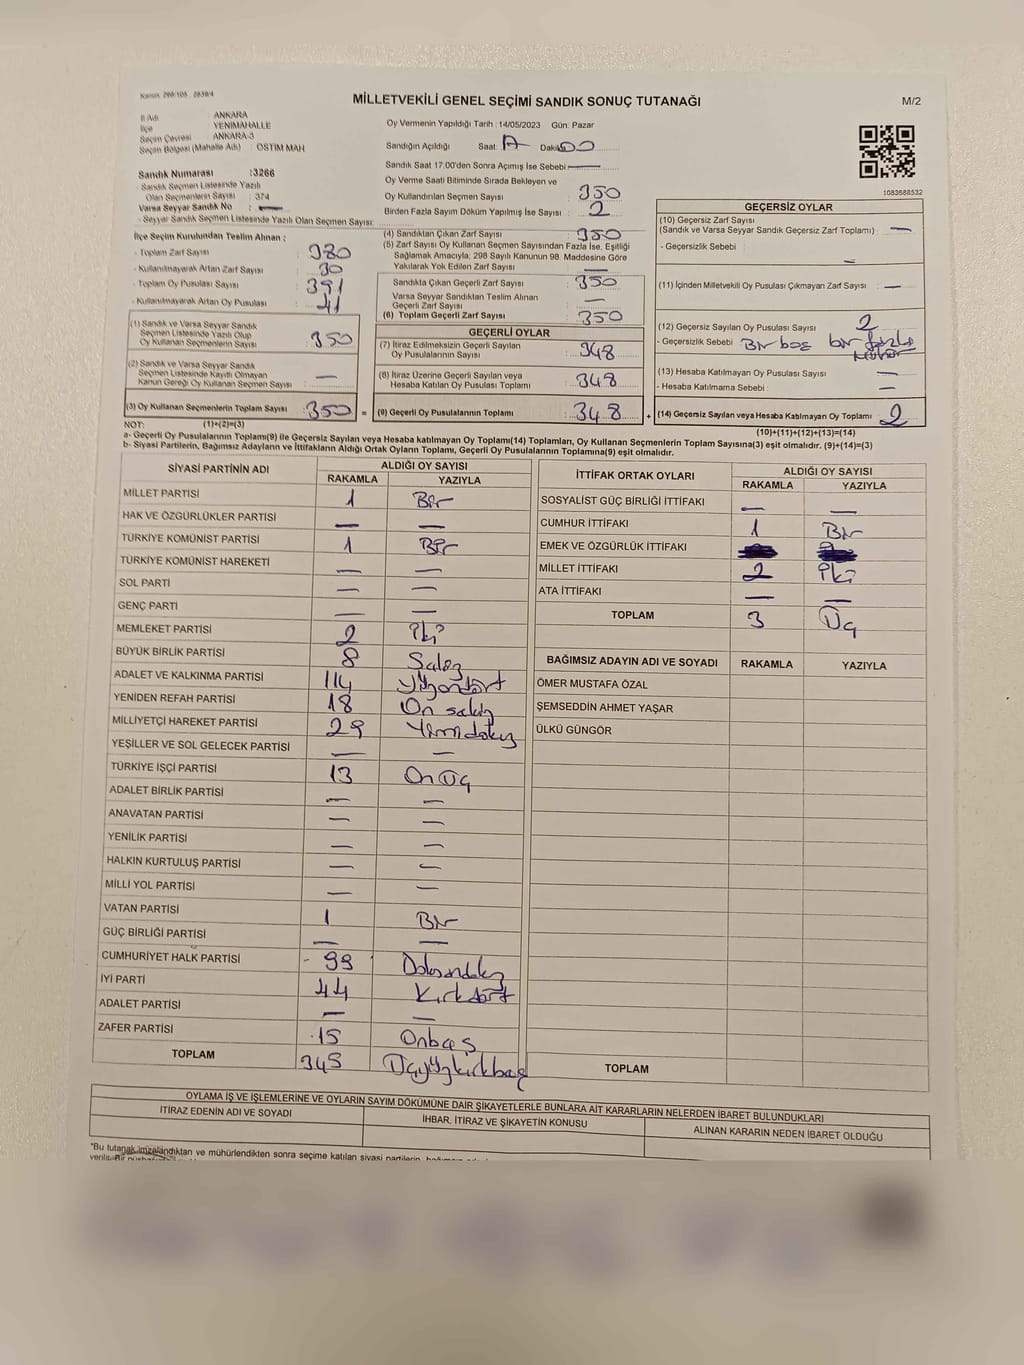 MİLLETVEKİLİ GENEL SEÇİMİ SANDIK SONUÇ TUTANAĞI
M/2
İl Adı : ANKARA
İlçe : YENİMAHALLE
Seçim Çevresi : ANKARA-3
Seçim Bölgesi (Mahalle Adı) : OSTİM MAH
Sandık Numarası : 3266
- Sandık Seçmen Listesinde Yazılı
Olan Seçmenlerin Sayısı : 374
Varsa Seyyar Sandık No : —
- Seyyar Sandık Seçmen Listesinde Yazılı Olan Seçmen Sayısı:
Oy Vermenin Yapıldığı Tarih : 14/05/2023 Gün: Pazar
Sandığın Açıldığı Saat: Dakika
Sandık Saat 17:00'den Sonra Açımış İse Sebebi —
Oy Verme Saati Bitiminde Sırada Bekleyen ve
Oy Kullandırılan Seçmen Sayısı : 350
Birden Fazla Sayım Döküm Yapılmış İse Sayısı : 2
1083588532
İlçe Seçim Kurulundan Teslim Alınan ;
- Toplam Zarf Sayısı : 380
- Kullanılmayarak Artan Zarf Sayısı : 30
- Toplam Oy Pusulası Sayısı : 391
- Kullanılmayarak Artan Oy Pusulası : 41
(1) Sandık ve Varsa Seyyar Sandık
Seçmen Listesinde Yazılı Olup
Oy Kullanan Seçmenlerin Sayısı : 350
(2) Sandık ve Varsa Seyyar Sandık
Seçmen Listesinde Kayıtlı Olmayan
Kanun Gereği Oy Kullanan Seçmen Sayısı : —
(3) Oy Kullanan Seçmenlerin Toplam Sayısı : 350 =
(4) Sandıktan Çıkan Zarf Sayısı : 350
(5) Zarf Sayısı Oy Kullanan Seçmen Sayısından Fazla İse, Eşitliği
Sağlamak Amacıyla, 298 Sayılı Kanunun 98. Maddesine Göre
Yakılarak Yok Edilen Zarf Sayısı : —
Sandıkta Çıkan Geçerli Zarf Sayısı : 350
Varsa Seyyar Sandıktan Teslim Alınan
Geçerli Zarf Sayısı : —
(6) Toplam Geçerli Zarf Sayısı : 350
GEÇERLİ OYLAR
(7) İtiraz Edilmeksizin Geçerli Sayılan
Oy Pusulalarının Sayısı : 348
(8) İtiraz Üzerine Geçerli Sayılan veya
Hesaba Katılan Oy Pusulası Toplamı : 348
(9) Geçerli Oy Pusulalarının Toplamı : 348 +
GEÇERSİZ OYLAR
(10) Geçersiz Zarf Sayısı
(Sandık ve Varsa Seyyar Sandık Geçersiz Zarf Toplamı) : —
- Geçersizlik Sebebi : —
(11) İçinden Milletvekili Oy Pusulası Çıkmayan Zarf Sayısı : —
(12) Geçersiz Sayılan Oy Pusulası Sayısı : 2
- Geçersizlik Sebebi : Bir boş bir fazla
Mühür
(13) Hesaba Katılmayan Oy Pusulası Sayısı : —
- Hesaba Katılmama Sebebi : —
(14) Geçersiz Sayılan veya Hesaba Katılmayan Oy Toplamı : 2
NOT: (1)+(2)=(3)
(10)+(11)+(12)+(13)=(14)
a- Geçerli Oy Pusulalarının Toplamı(9) ile Geçersiz Sayılan veya Hesaba katılmayan Oy Toplamı(14) Toplamları, Oy Kullanan Seçmenlerin Toplam Sayısına(3) eşit olmalıdır. (9)+(14)=(3)
b- Siyasi Partilerin, Bağımsız Adayların ve İttifakların Aldığı Ortak Oyların Toplamı, Geçerli Oy Pusulalarının Toplamına(9) eşit olmalıdır.
SİYASİ PARTİNİN ADI ALDIĞI OY SAYISI
RAKAMLA YAZIYLA
MİLLET PARTİSİ 1 Bir
HAK VE ÖZGÜRLÜKLER PARTİSİ — —
TÜRKİYE KOMÜNİST PARTİSİ 1 Bir
TÜRKİYE KOMÜNİST HAREKETİ — —
SOL PARTİ — —
GENÇ PARTİ — —
MEMLEKET PARTİSİ 2 İki
BÜYÜK BİRLİK PARTİSİ 8 Sekiz
ADALET VE KALKINMA PARTİSİ 114 Yüzondört
YENİDEN REFAH PARTİSİ 18 On sekiz
MİLLİYETÇİ HAREKET PARTİSİ 29 Yirmi dokuz
YEŞİLLER VE SOL GELECEK PARTİSİ — —
TÜRKİYE İŞÇİ PARTİSİ 13 On Üç
ADALET BİRLİK PARTİSİ — —
ANAVATAN PARTİSİ — —
YENİLİK PARTİSİ — —
HALKIN KURTULUŞ PARTİSİ — —
MİLLİ YOL PARTİSİ — —
VATAN PARTİSİ 1 Bir
GÜÇ BİRLİĞİ PARTİSİ — —
CUMHURİYET HALK PARTİSİ 99 Doksandokuz
İYİ PARTİ 44 Kırkdört
ADALET PARTİSİ — —
ZAFER PARTİSİ 15 Onbeş
TOPLAM 345 Üçyüzkırkbeş
İTTİFAK ORTAK OYLARI ALDIĞI OY SAYISI
RAKAMLA YAZIYLA
SOSYALİST GÜÇ BİRLİĞİ İTTİFAKI — —
CUMHUR İTTİFAKI 1 Bir
EMEK VE ÖZGÜRLÜK İTTİFAKI
MİLLET İTTİFAKI 2 İki
ATA İTTİFAKI — —
TOPLAM 3 Üç
BAĞIMSIZ ADAYIN ADI VE SOYADI RAKAMLA YAZIYLA
ÖMER MUSTAFA ÖZAL
ŞEMSEDDİN AHMET YAŞAR
ÜLKÜ GÜNGÖR
TOPLAM
OYLAMA İŞ VE İŞLEMLERİNE VE OYLARIN SAYIM DÖKÜMÜNE DAİR ŞİKAYETLERLE BUNLARA AİT KARARLARIN NELERDEN İBARET BULUNDUKLARI
İTİRAZ EDENİN ADI VE SOYADI İHBAR, İTİRAZ VE ŞİKAYETİN KONUSU ALINAN KARARIN NEDEN İBARET OLDUĞU
*Bu tutanak imzalandıktan ve mühürlendikten sonra seçime katılan siyasi partilerin,